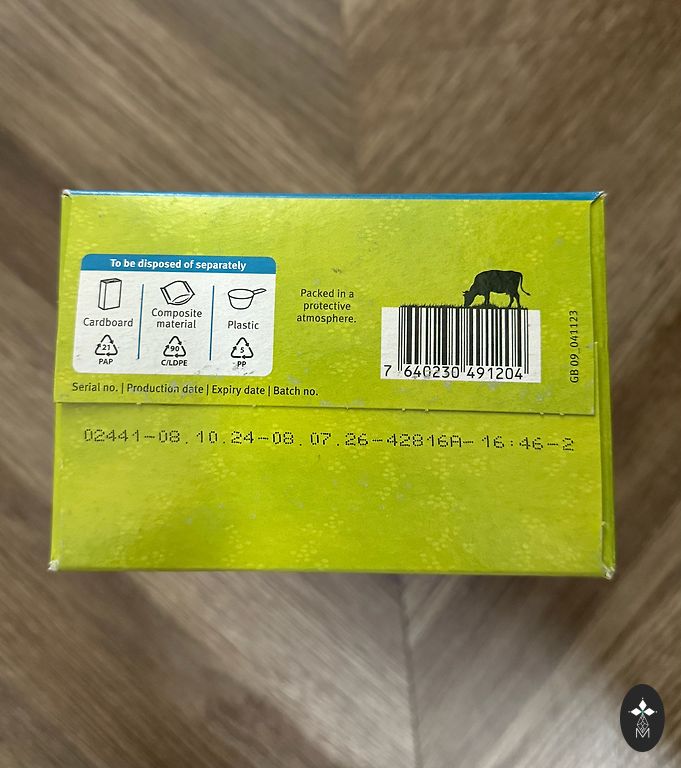 To be disposed of separately
Cardboard
Composite
material
Plastic
21
PAP
90
C/LDPE
5
PP
Packed in a
protective
atmosphere.
7 640230 491204
GB 09_041123
Serial no. | Production date | Expiry date | Batch no.
02441-08.10.24-08.07.26-42816A- 16:46-2
M